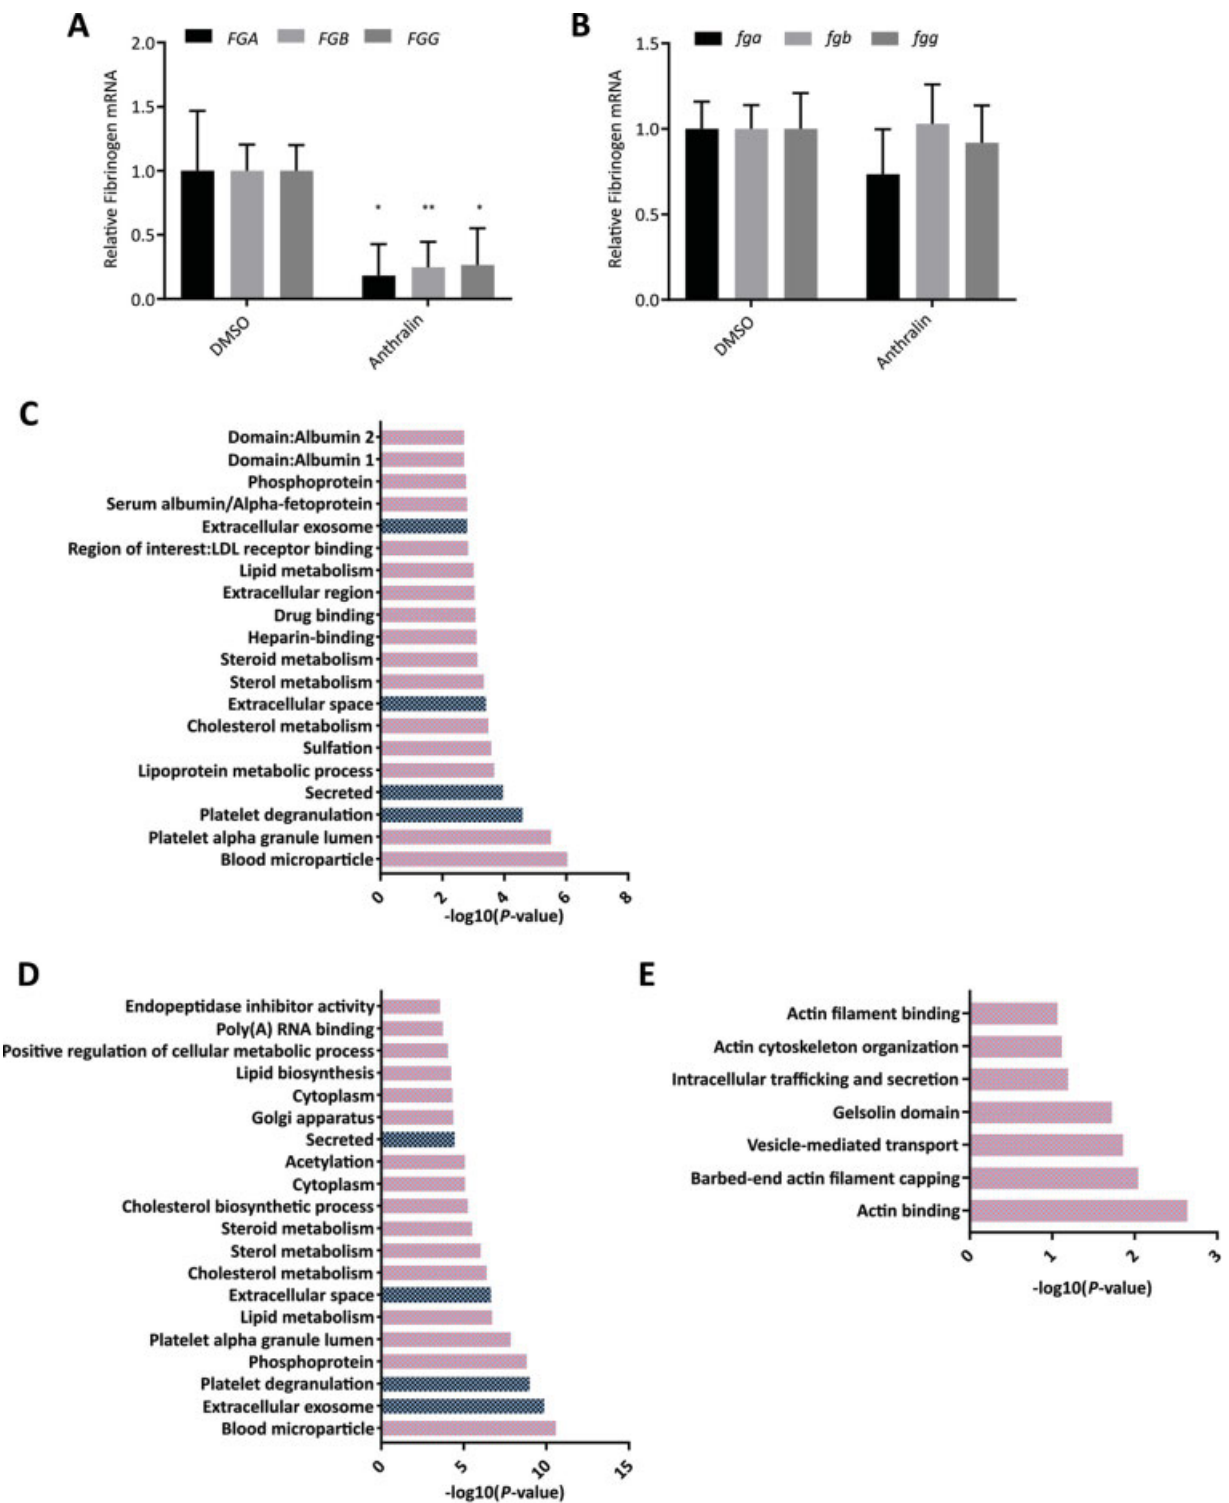 A
FGA FGB FGG
Relative Fibrinogen mRNA
2.0
1.5
1.0
0.5
0.0
* ** *
DMSO
Anthralin
B
fga fgb fgg
Relative Fibrinogen mRNA
1.5
1.0
0.5
0.0
DMSO
Anthralin
C
Domain:Albumin 2
Domain:Albumin 1
Phosphoprotein
Serum albumin/Alpha-fetoprotein
Extracellular exosome
Region of interest:LDL receptor binding
Lipid metabolism
Extracellular region
Drug binding
Heparin-binding
Steroid metabolism
Sterol metabolism
Extracellular space
Cholesterol metabolism
Sulfation
Lipoprotein metabolic process
Secreted
Platelet degranulation
Platelet alpha granule lumen
Blood microparticle
0 2 4 6 8
-log10(P-value)
D
Endopeptidase inhibitor activity
Poly(A) RNA binding
Positive regulation of cellular metabolic process
Lipid biosynthesis
Cytoplasm
Golgi apparatus
Secreted
Acetylation
Cytoplasm
Cholesterol biosynthetic process
Steroid metabolism
Sterol metabolism
Cholesterol metabolism
Extracellular space
Lipid metabolism
Platelet alpha granule lumen
Phosphoprotein
Platelet degranulation
Extracellular exosome
Blood microparticle
0 5 10 15
-log10(P-value)
E
Actin filament binding
Actin cytoskeleton organization
Intracellular trafficking and secretion
Gelsolin domain
Vesicle-mediated transport
Barbed-end actin filament capping
Actin binding
0 1 2 3
-log10(P-value)